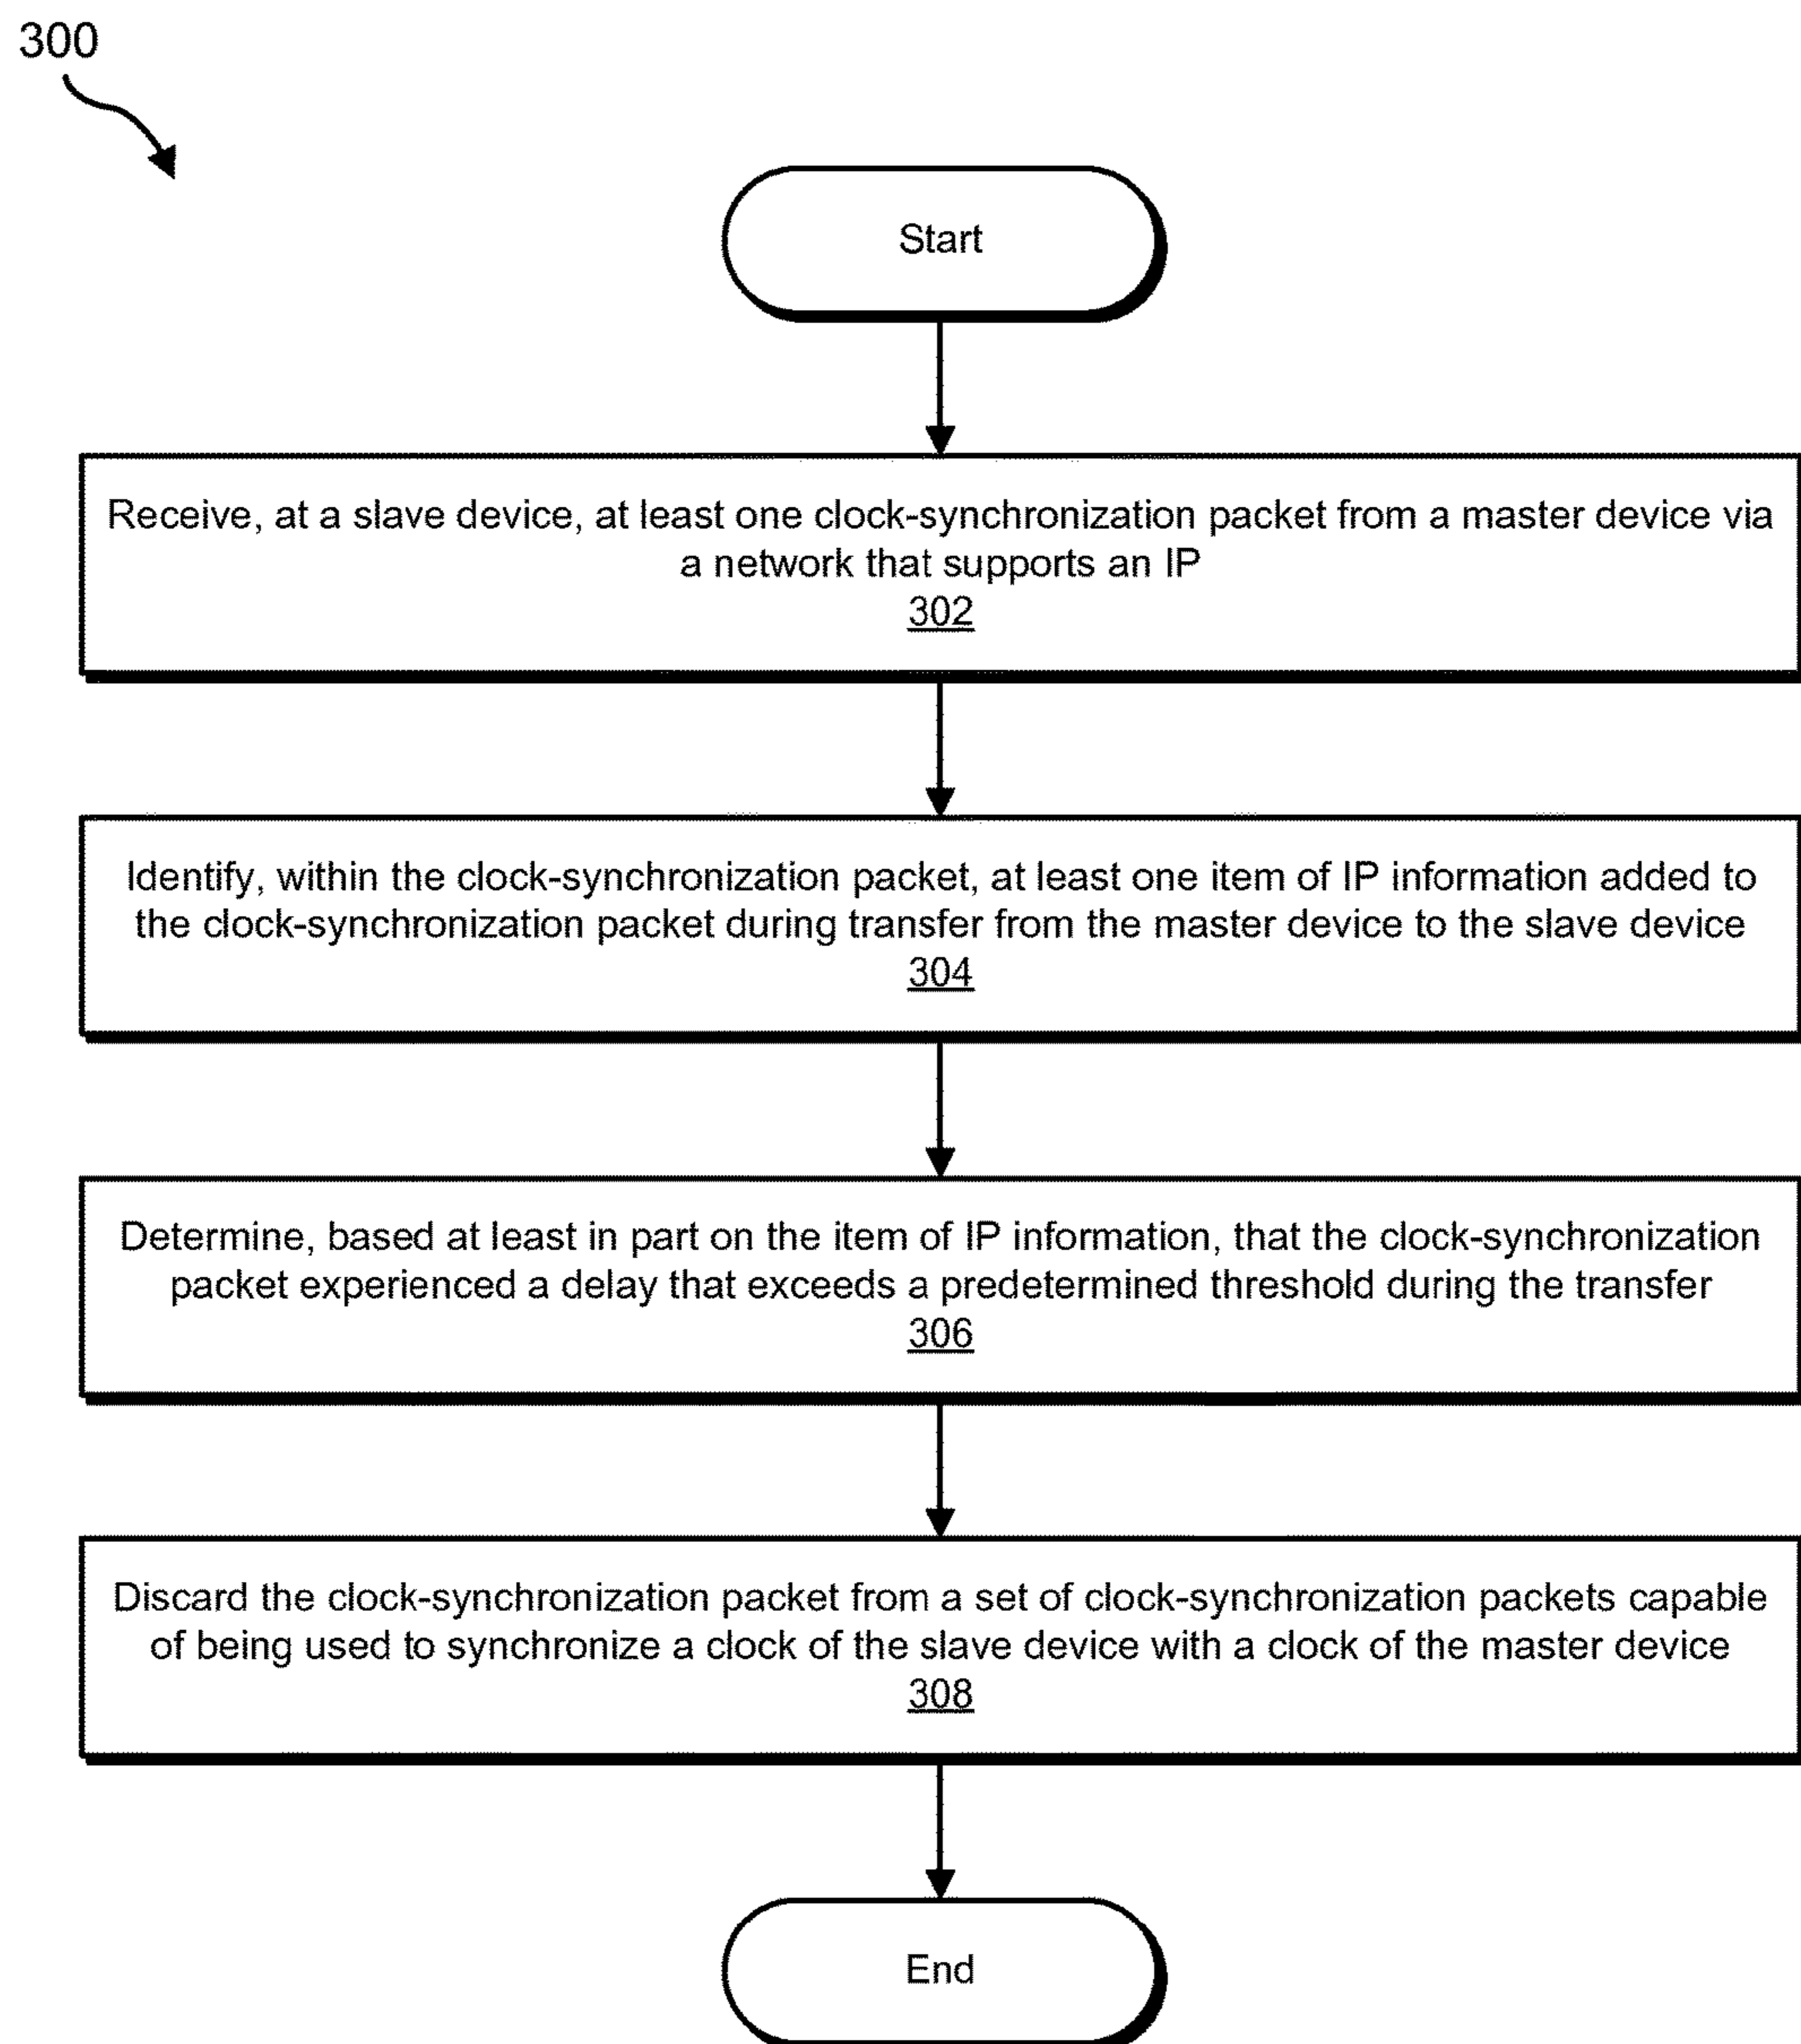 300
Start
Receive, at a slave device, at least one clock-synchronization packet from a master device via
a network that supports an IP
302
Identify, within the clock-synchronization packet, at least one item of IP information added to
the clock-synchronization packet during transfer from the master device to the slave device
304
Determine, based at least in part on the item of IP information, that the clock-synchronization
packet experienced a delay that exceeds a predetermined threshold during the transfer
306
Discard the clock-synchronization packet from a set of clock-synchronization packets capable
of being used to synchronize a clock of the slave device with a clock of the master device
308
End